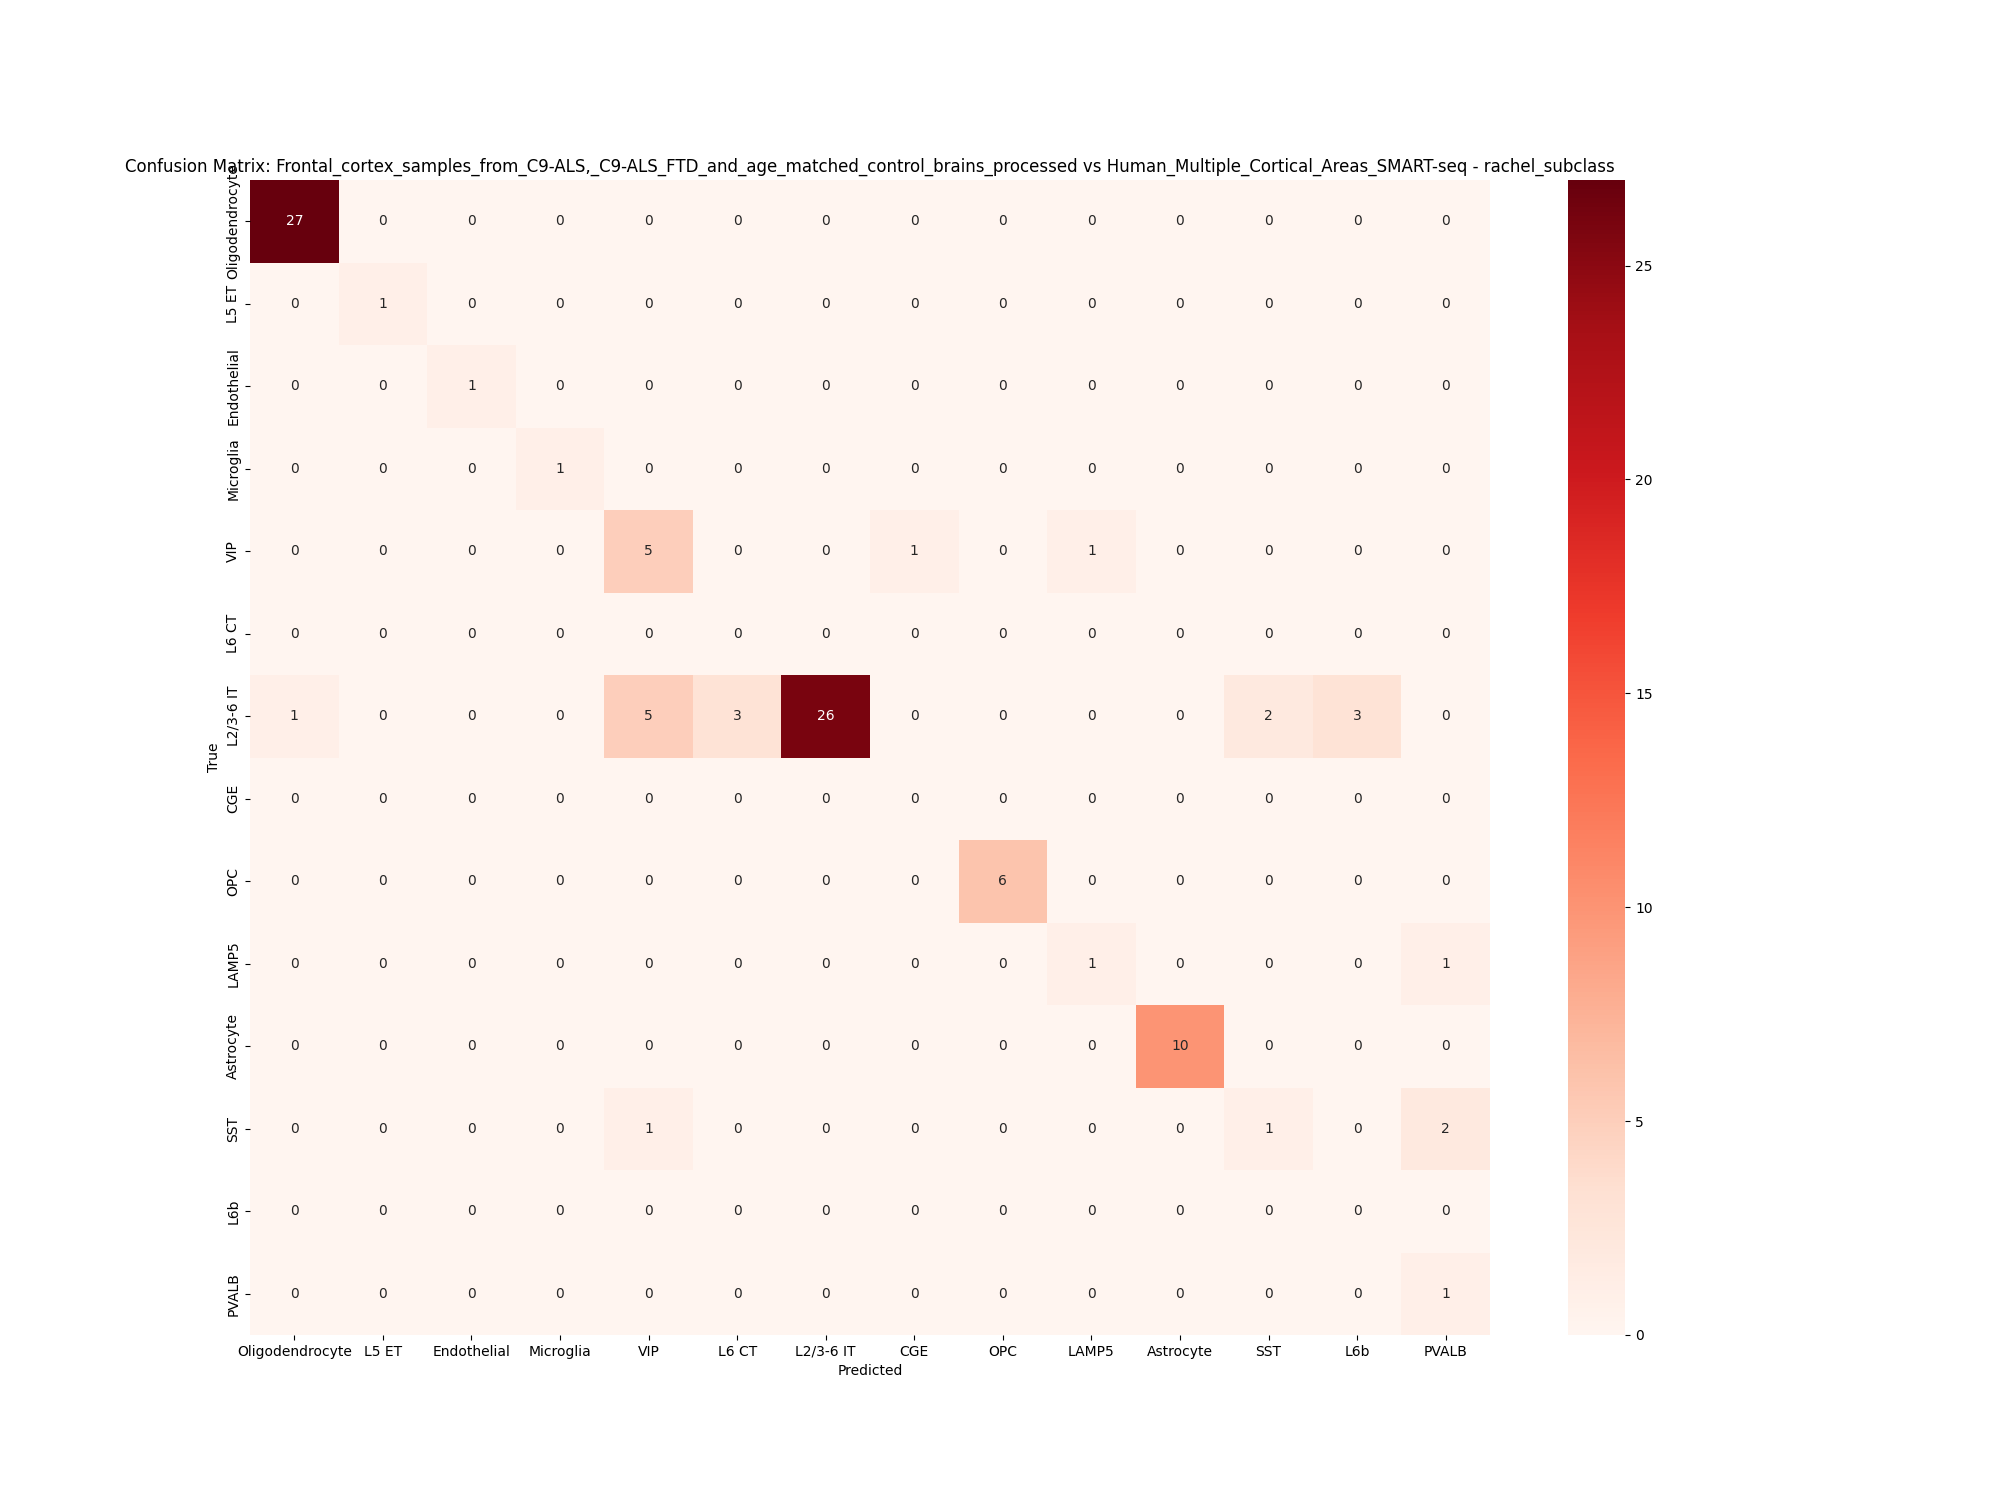 Confusion Matrix: Frontal_cortex_samples_from_C9-ALS,_C9-ALS_FTD_and_age_matched_control_brains_processed vs Human_Multiple_Cortical_Areas_SMART-seq - rachel_subclass
True
Oligodendrocyte 27 0 0 0 0 0 0 0 0 0 0 0 0 0
L5 ET 0 1 0 0 0 0 0 0 0 0 0 0 0 0
Endothelial 0 0 1 0 0 0 0 0 0 0 0 0 0 0
Microglia 0 0 0 1 0 0 0 0 0 0 0 0 0 0
VIP 0 0 0 0 5 0 0 1 0 1 0 0 0 0
L6 CT 0 0 0 0 0 0 0 0 0 0 0 0 0 0
L2/3-6 IT 1 0 0 0 5 3 26 0 0 0 0 2 3 0
CGE 0 0 0 0 0 0 0 0 0 0 0 0 0 0
OPC 0 0 0 0 0 0 0 0 6 0 0 0 0 0
LAMP5 0 0 0 0 0 0 0 0 0 1 0 0 0 1
Astrocyte 0 0 0 0 0 0 0 0 0 0 10 0 0 0
SST 0 0 0 0 1 0 0 0 0 0 0 1 0 2
L6b 0 0 0 0 0 0 0 0 0 0 0 0 0 0
PVALB 0 0 0 0 0 0 0 0 0 0 0 0 0 1
Oligodendrocyte L5 ET Endothelial Microglia VIP L6 CT L2/3-6 IT CGE OPC LAMP5 Astrocyte SST L6b PVALB
Predicted
25
20
15
10
5
0